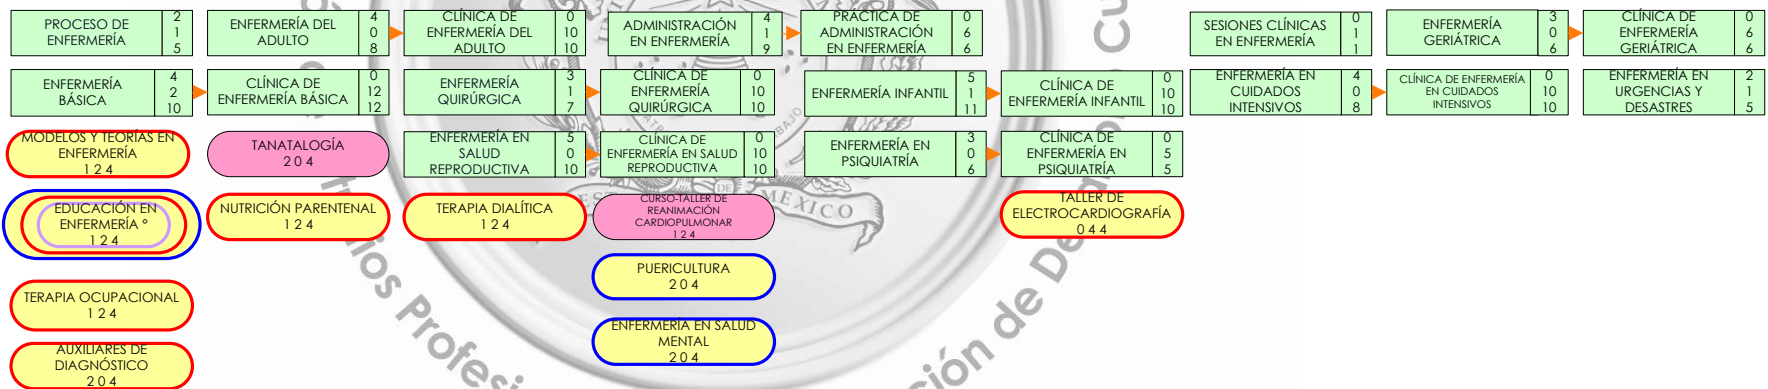 PROCESO DE
ENFERMERÍA
2
1
5
ENFERMERÍA DEL
ADULTO
4
0
8
CLÍNICA DE
ENFERMERÍA DEL
ADULTO
0
10
10
ADMINISTRACIÓN
EN ENFERMERÍA
4
1
9
PRÁCTICA DE
ADMINISTRACIÓN
EN ENFERMERÍA
0
6
6
SESIONES CLÍNICAS
EN ENFERMERÍA
0
1
1
ENFERMERÍA
GERIÁTRICA
3
0
6
CLÍNICA DE
ENFERMERÍA
GERIÁTRICA
0
6
6
ENFERMERÍA
BÁSICA
4
2
10
CLÍNICA DE
ENFERMERÍA BÁSICA
0
12
12
ENFERMERÍA
QUIRÚRGICA
3
1
7
CLÍNICA DE
ENFERMERÍA
QUIRÚRGICA
0
10
10
ENFERMERÍA INFANTIL
5
1
11
CLÍNICA DE
ENFERMERÍA INFANTIL
0
10
10
ENFERMERÍA EN
CUIDADOS
INTENSIVOS
4
0
8
CLÍNICA DE ENFERMERÍA
EN CUIDADOS
INTENSIVOS
0
10
10
ENFERMERÍA EN
URGENCIAS Y
DESASTRES
2
1
5
MODELOS Y TEORÍAS EN
ENFERMERÍA
1 2 4
TANATALOGÍA
2 0 4
ENFERMERÍA EN
SALUD
REPRODUCTIVA
5
0
10
CLÍNICA DE
ENFERMERÍA EN SALUD
REPRODUCTIVA
0
10
10
ENFERMERÍA EN
PSIQUIATRÍA
3
0
6
CLÍNICA DE
ENFERMERÍA EN
PSIQUIATRÍA
0
5
5
EDUCACIÓN EN
ENFERMERÍA °
1 2 4
NUTRICIÓN PARENTENAL
1 2 4
TERAPIA DIALÍTICA
1 2 4
CURSO-TALLER DE
REANIMACIÓN
CARDIOPULMONAR
1 2 4
TALLER DE
ELECTROCARDIOGRAFÍA
0 4 4
PUERICULTURA
2 0 4
TERAPIA OCUPACIONAL
1 2 4
ENFERMERÍA EN SALUD
MENTAL
2 0 4
AUXILIARES DE
DIAGNÓSTICO
2 0 4
DE
MEXICO